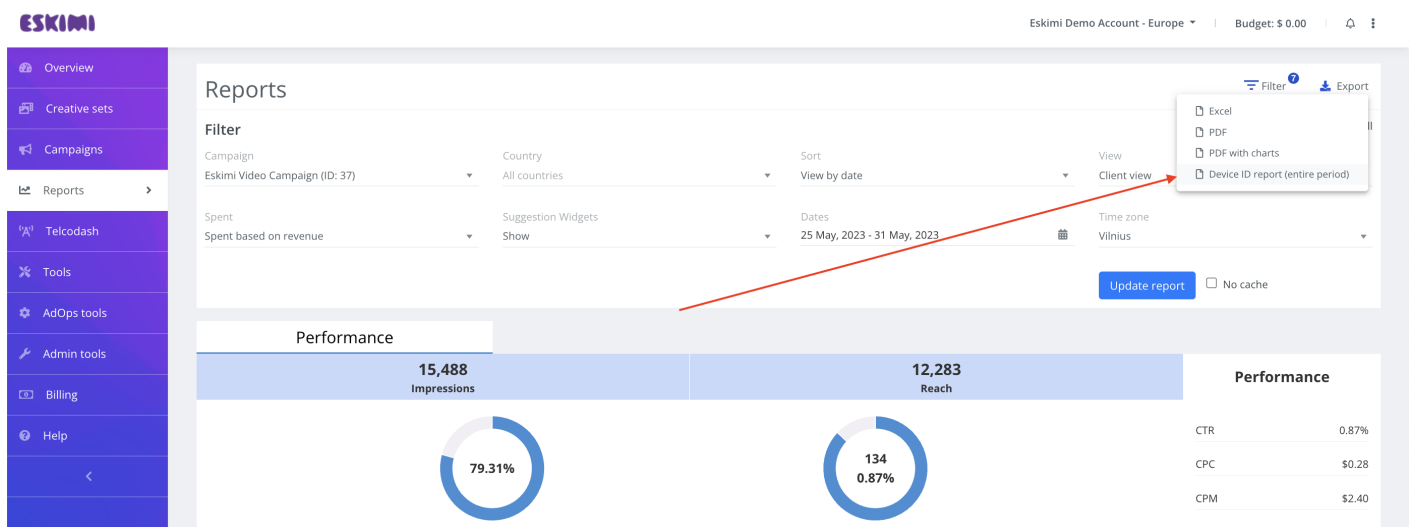 ESKIMI
Eskimi Demo Account - Europe
Budget: $ 0.00
Overview
Creative sets
Campaigns
Reports
Telcodash
Tools
AdOps tools
Admin tools
Billing
Help
Reports
Filter 7
Export
Excel
PDF
PDF with charts
Device ID report (entire period)
Filter
Campaign
Eskimi Video Campaign (ID: 37)
Country
All countries
Sort
View by date
View
Client view
Spent
Spent based on revenue
Suggestion Widgets
Show
Dates
25 May, 2023 - 31 May, 2023
Time zone
Vilnius
Update report
No cache
Performance
15,488
Impressions
12,283
Reach
79.31%
134
0.87%
Performance
CTR 0.87%
CPC $0.28
CPM $2.40